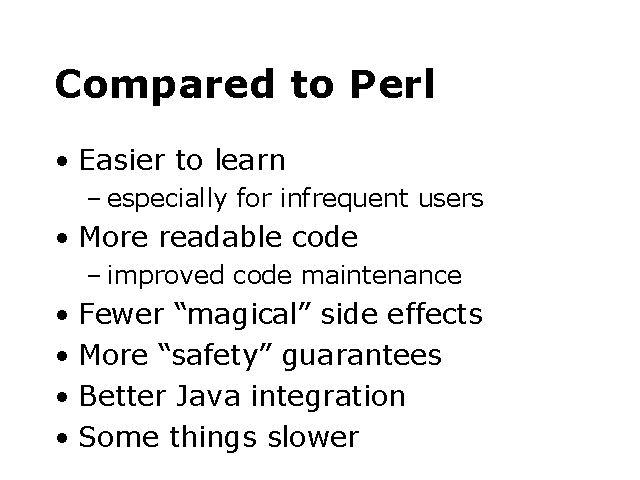 Compared to Perl
• Easier to learn
– especially for infrequent users
• More readable code
– improved code maintenance
• Fewer “magical” side effects
• More “safety” guarantees
• Better Java integration
• Some things slower